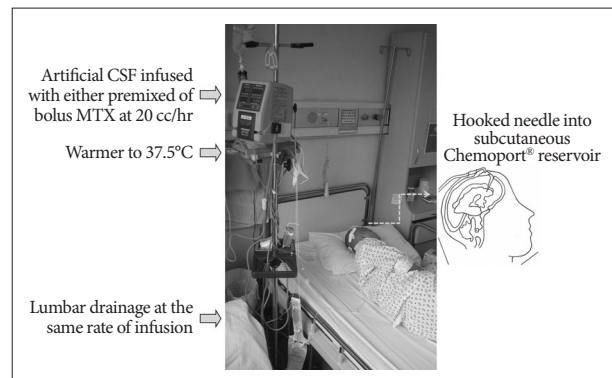 Artificial CSF infused
with either premixed of
bolus MTX at 20 cc/hr
Warmer to 37.5°C
Lumbar drainage at the
same rate of infusion
Hooked needle into
subcutaneous
Chemoport® reservoir